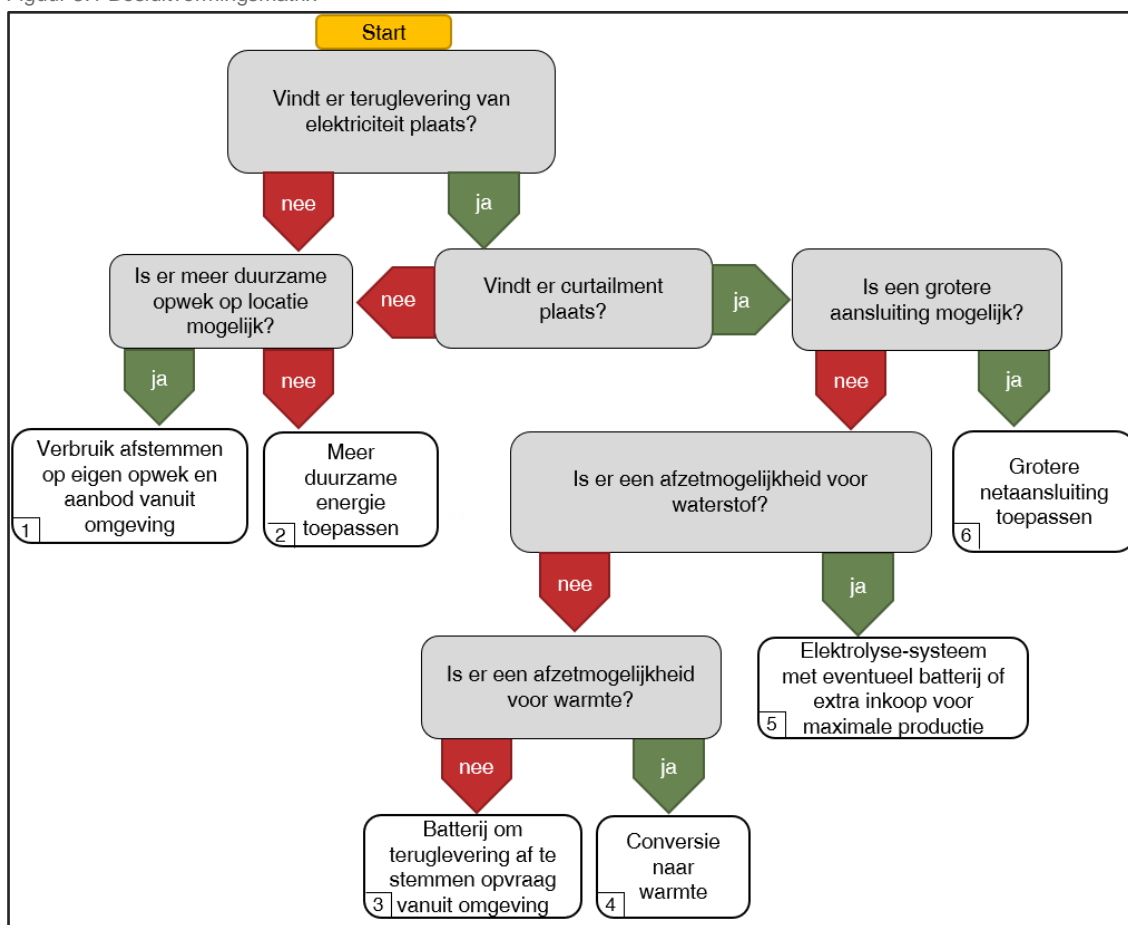 Start
Vindt er teruglevering van
elektriciteit plaats?
nee
ja
Is er meer duurzame
opwek op locatie
mogelijk?
nee
Vindt er curtailment
plaats?
ja
Is een grotere
aansluiting mogelijk?
ja
nee
nee
ja
Verbruik afstemmen
op eigen opwek en
aanbod vanuit
omgeving
1
Meer
duurzame
energie
toepassen
2
Is er een afzetmogelijkheid voor
waterstof?
Grotere
netaansluiting
toepassen
6
nee
ja
Is er een afzetmogelijkheid
voor warmte?
Elektrolyse-systeem
met eventueel batterij of
extra inkoop voor
maximale productie
5
nee
ja
Batterij om
teruglevering af te
stemmen opvraag
vanuit omgeving
3
Conversie
naar
warmte
4